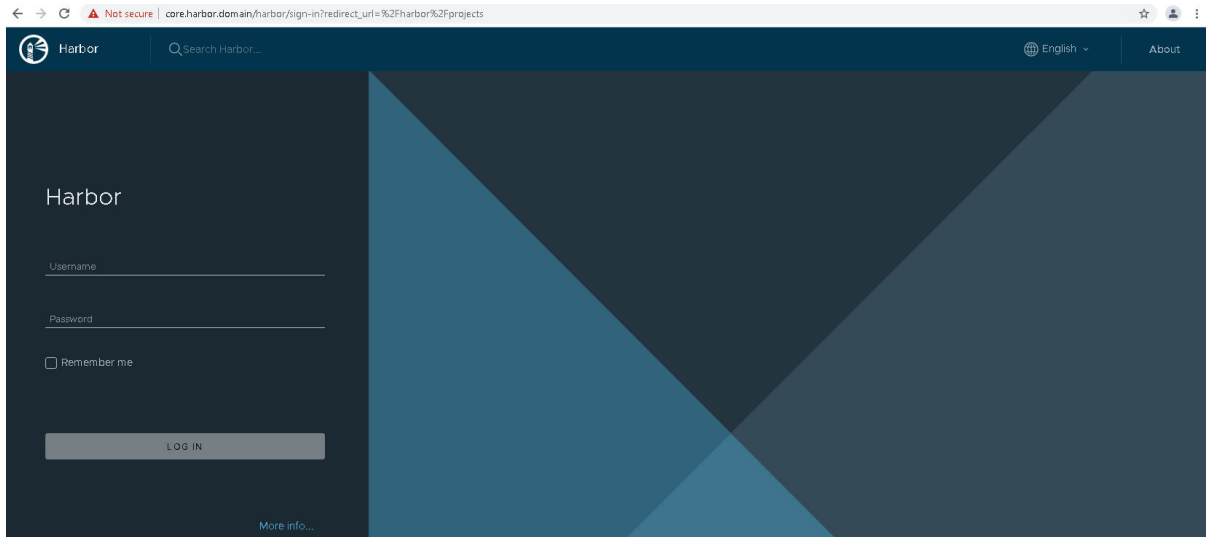 Not secure | core.harbor.domain/harbor/sign-in?redirect_url=%2Fharbor%2Fprojects
Harbor Search Harbor... English About
Harbor
Username
Password
Remember me
LOG IN
More info...